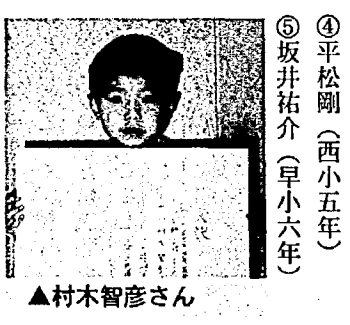 ④平松剛（西小五年）
⑤坂井祐介（早小六年）
▲村木智彦さん